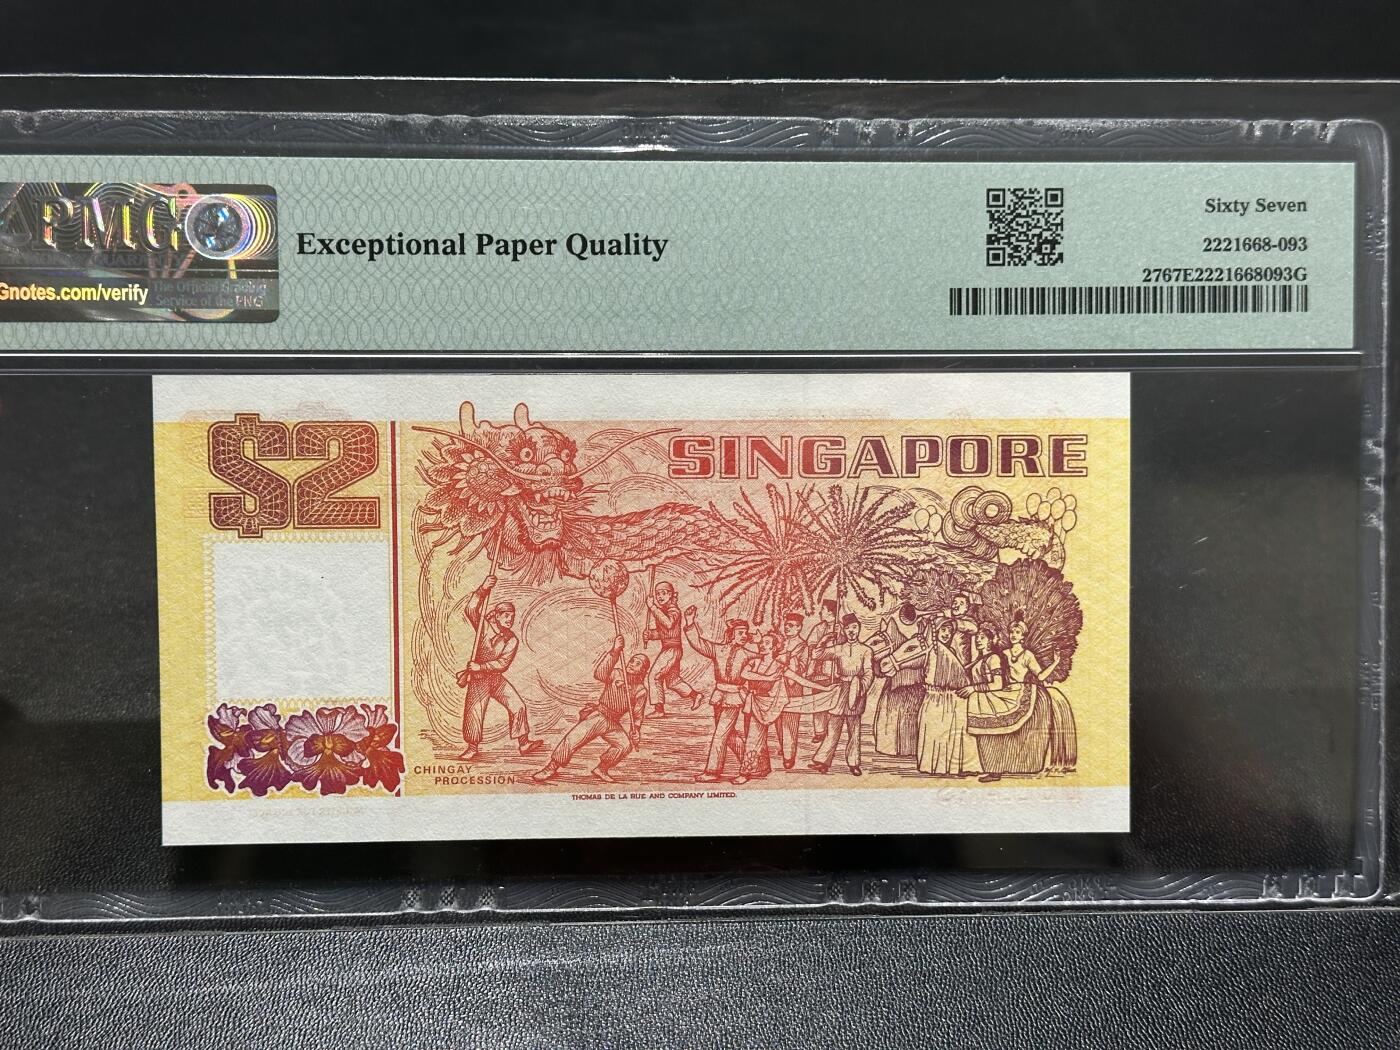 PMG
Gnotes.com/verify
The Official Grading
Service of the PNG
Exceptional Paper Quality
Sixty Seven
2221668-093
2767E2221668093G
$2
SINGAPORE
CHINGAY
PROCESSION
THOMAS DE LA RUE AND COMPANY LIMITED.